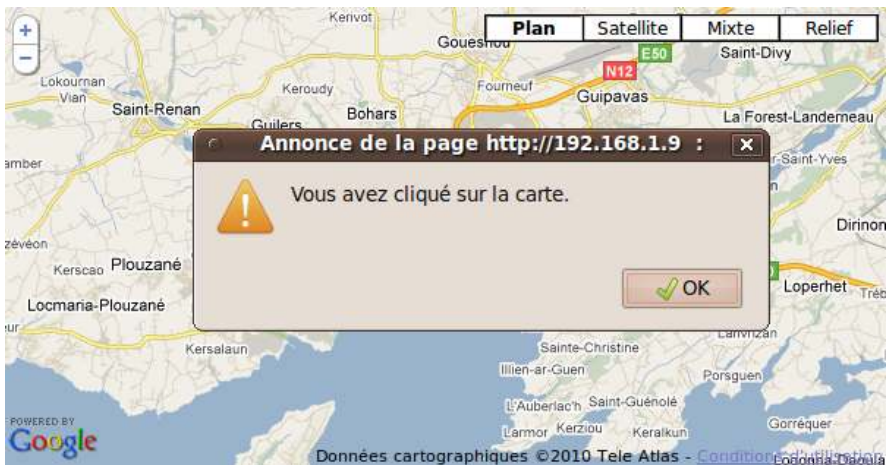 Kerivot
Plan Satellite Mixte Relief
E50
Saint-Divy
N12
Lokournan
Vian
Keroudy
Fourneuf
Guipavas
Saint-Renan
Bohars
La Forest-Landerneau
Guilers
Annonce de la page http://192.168.1.9 :
Saint-Yves
Vous avez cliqué sur la carte.
Dirinon
Plouzané
Kerscao
OK
Loperhet
Locmaria-Plouzané
Kersalaun
Sainte-Christine
Illien-ar-Guen
Porsguen
L'Auberlac'h
Saint-Guénolé
POWERED BY
Google
Larmor
Kerziou
Keralkun
Gorréquer
Données cartographiques ©2010 Tele Atlas - Conditions d'utilisation